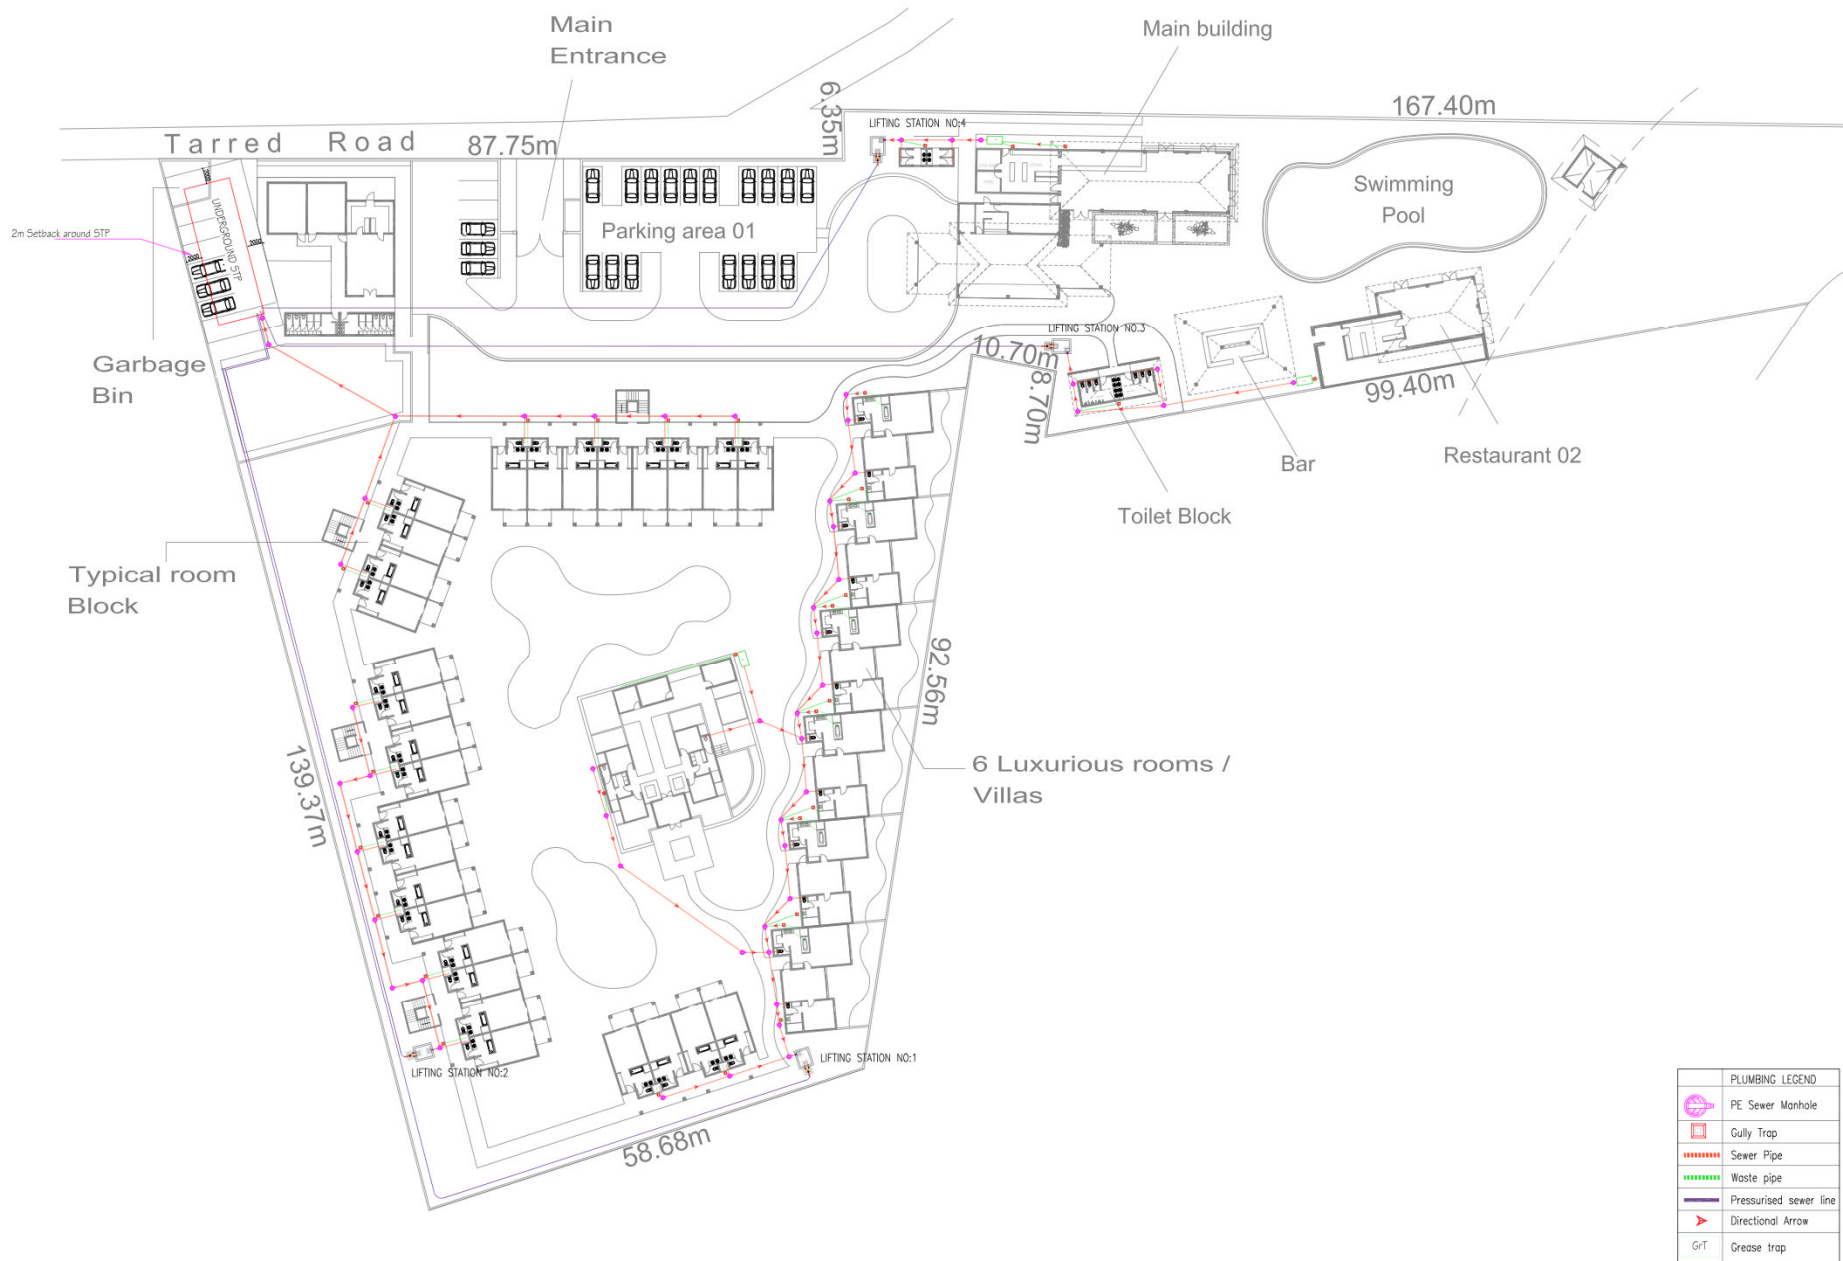 Main
Entrance
Main building
6.35m
167.40m
LIFTING STATION NO:4
Tarred Road
87.75m
Swimming
Pool
UNDERGROUND STP
Parking area 01
2m Setback around STP
LIFTING STATION NO.3
Garbage
Bin
10.70m
8.70m
99.40m
Bar
Restaurant 02
Toilet Block
Typical room
Block
92.56m
139.37m
6 Luxurious rooms /
Villas
LIFTING STATION NO:1
LIFTING STATION NO:2
58.68m
PLUMBING LEGEND
PE Sewer Manhole
Gully Trap
Sewer Pipe
Waste pipe
Pressurised sewer line
Directional Arrow
GrT Grease trap